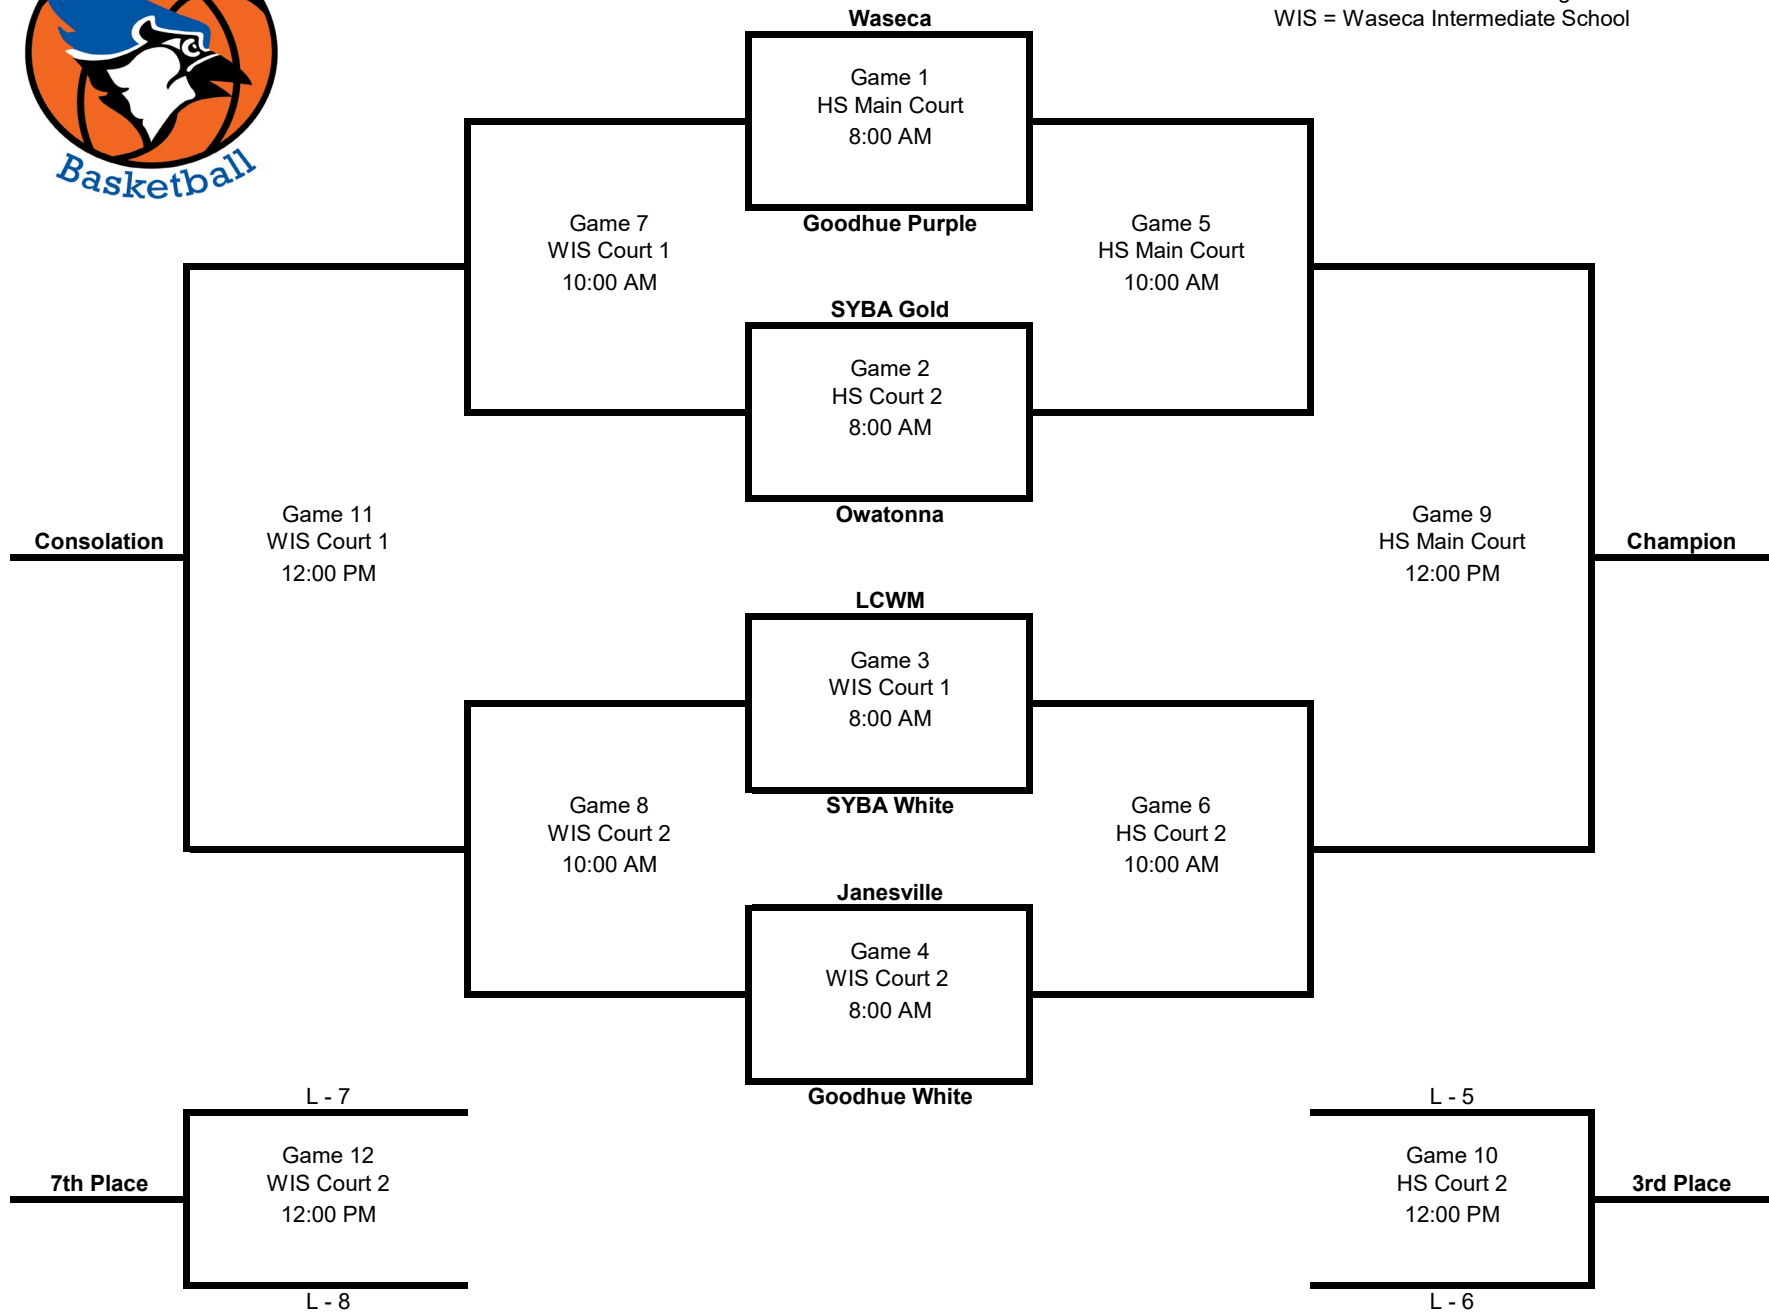 Basketball
WIS = Waseca Intermediate School
Waseca
Game 1
HS Main Court
8:00 AM
Goodhue Purple
Game 7
WIS Court 1
10:00 AM
Game 5
HS Main Court
10:00 AM
SYBA Gold
Game 2
HS Court 2
8:00 AM
Owatonna
Game 11
WIS Court 1
12:00 PM
Consolation
Game 9
HS Main Court
12:00 PM
Champion
LCWM
Game 3
WIS Court 1
8:00 AM
SYBA White
Game 8
WIS Court 2
10:00 AM
Game 6
HS Court 2
10:00 AM
Janesville
Game 4
WIS Court 2
8:00 AM
Goodhue White
L - 7
Game 12
WIS Court 2
12:00 PM
7th Place
L - 8
L - 5
Game 10
HS Court 2
12:00 PM
3rd Place
L - 6